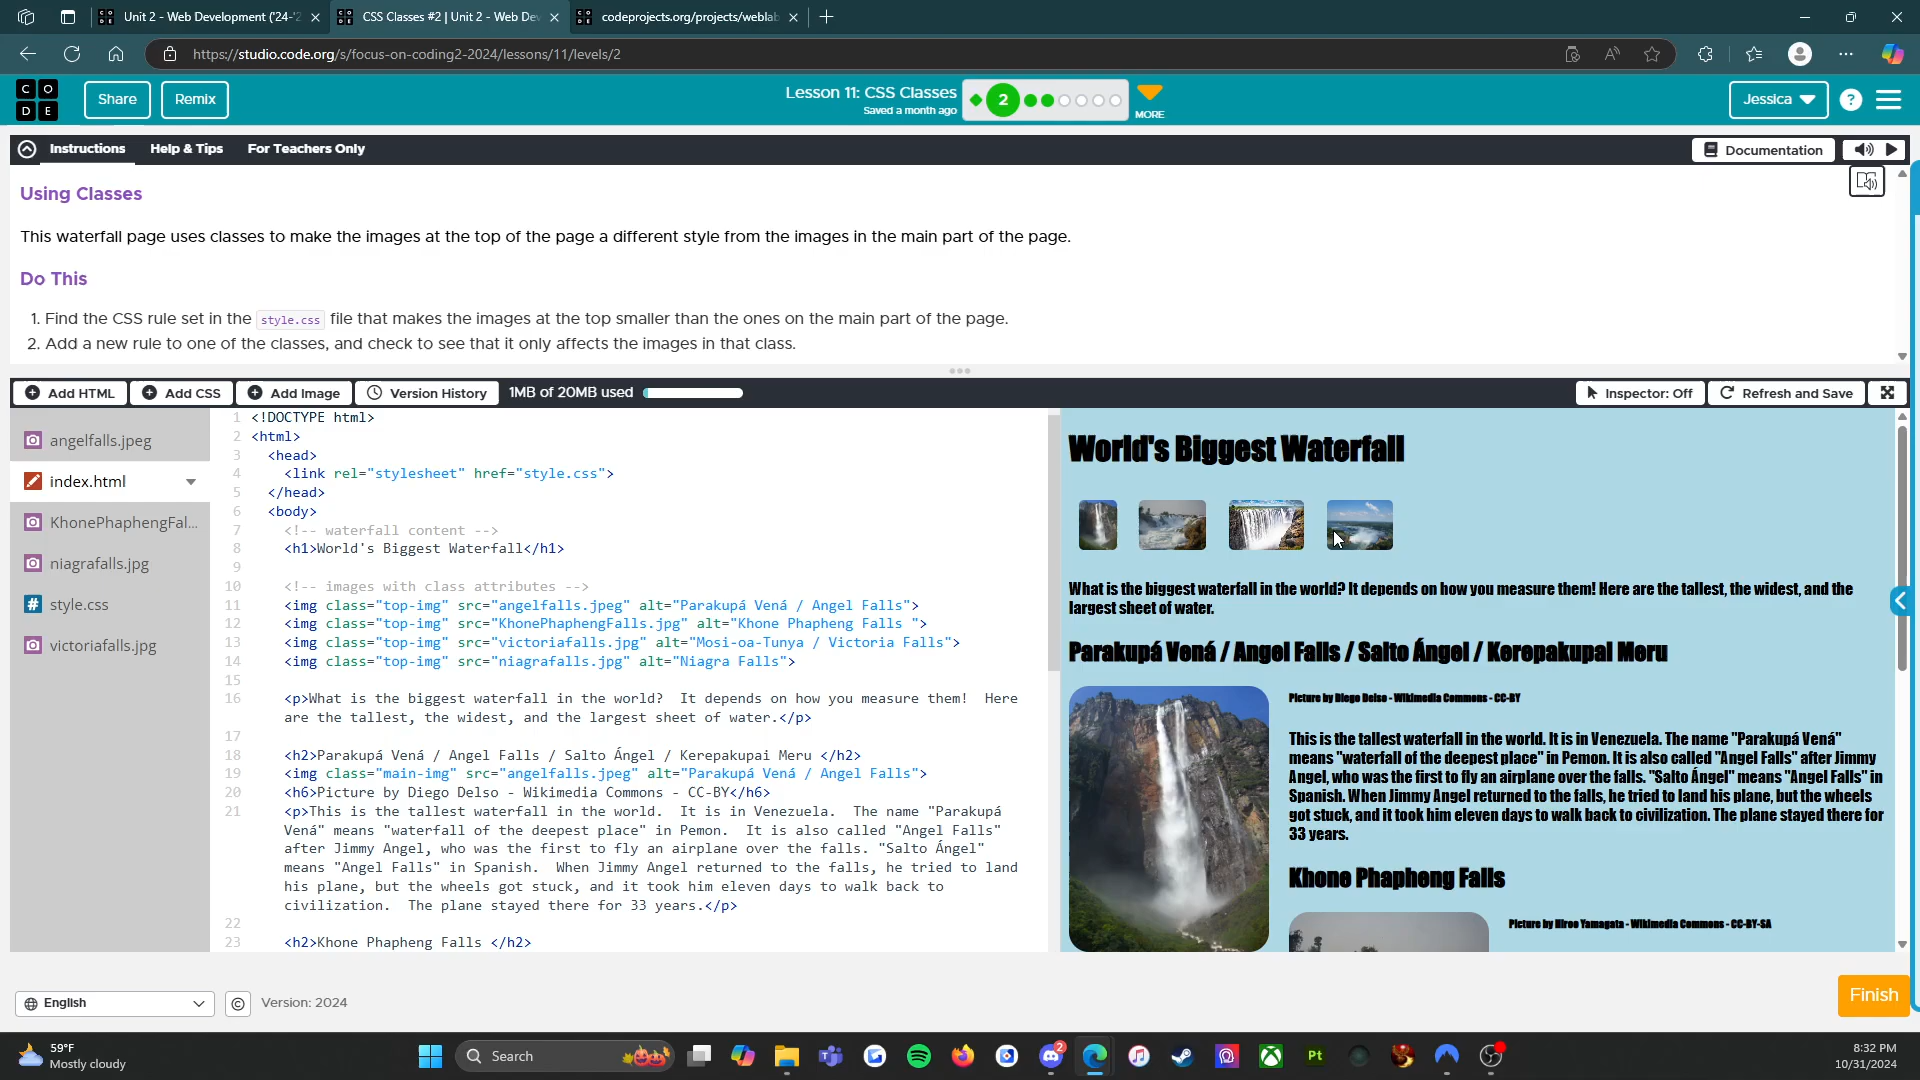 Unit 2 - Web Development ('24-'2
CSS Classes #2 | Unit 2 - Web Dev
codeprojects.org/projects/weblab
https://studio.code.org/s/focus-on-coding2-2024/lessons/11/levels/2
CODE
Share
Remix
Lesson 11: CSS Classes
Saved a month ago
2
MORE
Jessica
?
Instructions
Help & Tips
For Teachers Only
Documentation
Using Classes
This waterfall page uses classes to make the images at the top of the page a different style from the images in the main part of the page.
Do This
1. Find the CSS rule set in the style.css file that makes the images at the top smaller than the ones on the main part of the page.
2. Add a new rule to one of the classes, and check to see that it only affects the images in that class.
Add HTML
Add CSS
Add Image
Version History
1MB of 20MB used
Inspector: Off
Refresh and Save
angelfalls.jpeg
index.html
KhonePhaphengFal...
niagrafalls.jpg
style.css
victoriafalls.jpg
1 <!DOCTYPE html>
2 <html>
3 <head>
4 <link rel="stylesheet" href="style.css">
5 </head>
6 <body>
7 <!-- waterfall content -->
8 <h1>World's Biggest Waterfall</h1>
9
10 <!-- images with class attributes -->
11 <img class="top-img" src="angelfalls.jpeg" alt="Parakupá Vená / Angel Falls">
12 <img class="top-img" src="KhonePhaphengFalls.jpg" alt="Khone Phapheng Falls ">
13 <img class="top-img" src="victoriafalls.jpg" alt="Mosi-oa-Tunya / Victoria Falls">
14 <img class="top-img" src="niagrafalls.jpg" alt="Niagra Falls">
15
16 <p>What is the biggest waterfall in the world? It depends on how you measure them! Here
are the tallest, the widest, and the largest sheet of water.</p>
17
18 <h2>Parakupá Vená / Angel Falls / Salto Ángel / Kerepakupai Meru </h2>
19 <img class="main-img" src="angelfalls.jpeg" alt="Parakupá Vená / Angel Falls">
20 <h6>Picture by Diego Delso - Wikimedia Commons - CC-BY</h6>
21 <p>This is the tallest waterfall in the world. It is in Venezuela. The name "Parakupá
Vená" means "waterfall of the deepest place" in Pemon. It is also called "Angel Falls"
after Jimmy Angel, who was the first to fly an airplane over the falls. "Salto Ángel"
means "Angel Falls" in Spanish. When Jimmy Angel returned to the falls, he tried to land
his plane, but the wheels got stuck, and it took him eleven days to walk back to
civilization. The plane stayed there for 33 years.</p>
22
23 <h2>Khone Phapheng Falls </h2>
World's Biggest Waterfall
What is the biggest waterfall in the world? It depends on how you measure them! Here are the tallest, the widest, and the
largest sheet of water.
Parakupá Vená / Angel Falls / Salto Ángel / Kerepakupai Meru
Picture by Diego Delso - Wikimedia Commons - CC-BY
This is the tallest waterfall in the world. It is in Venezuela. The name "Parakupá Vená"
means "waterfall of the deepest place" in Pemon. It is also called "Angel Falls" after Jimmy
Angel, who was the first to fly an airplane over the falls. "Salto Ángel" means "Angel Falls" in
Spanish. When Jimmy Angel returned to the falls, he tried to land his plane, but the wheels
got stuck, and it took him eleven days to walk back to civilization. The plane stayed there for
33 years.
Khone Phapheng Falls
Picture by Hiroo Yamagata - Wikimedia Commons - CC-BY-SA
English
Version: 2024
Finish
59°F
Mostly cloudy
Search
2
Pt
8:32 PM
10/31/2024